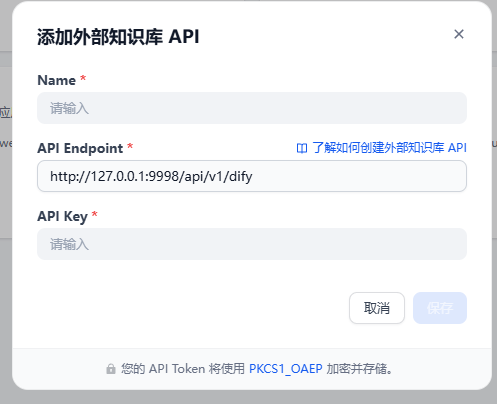 添加外部知识库 API
Name *
请输入
API Endpoint *
了解如何创建外部知识库 API
http://127.0.0.1:9998/api/v1/dify
API Key *
请输入
取消
保存
您的 API Token 将使用 PKCS1_OAEP 加密并存储。